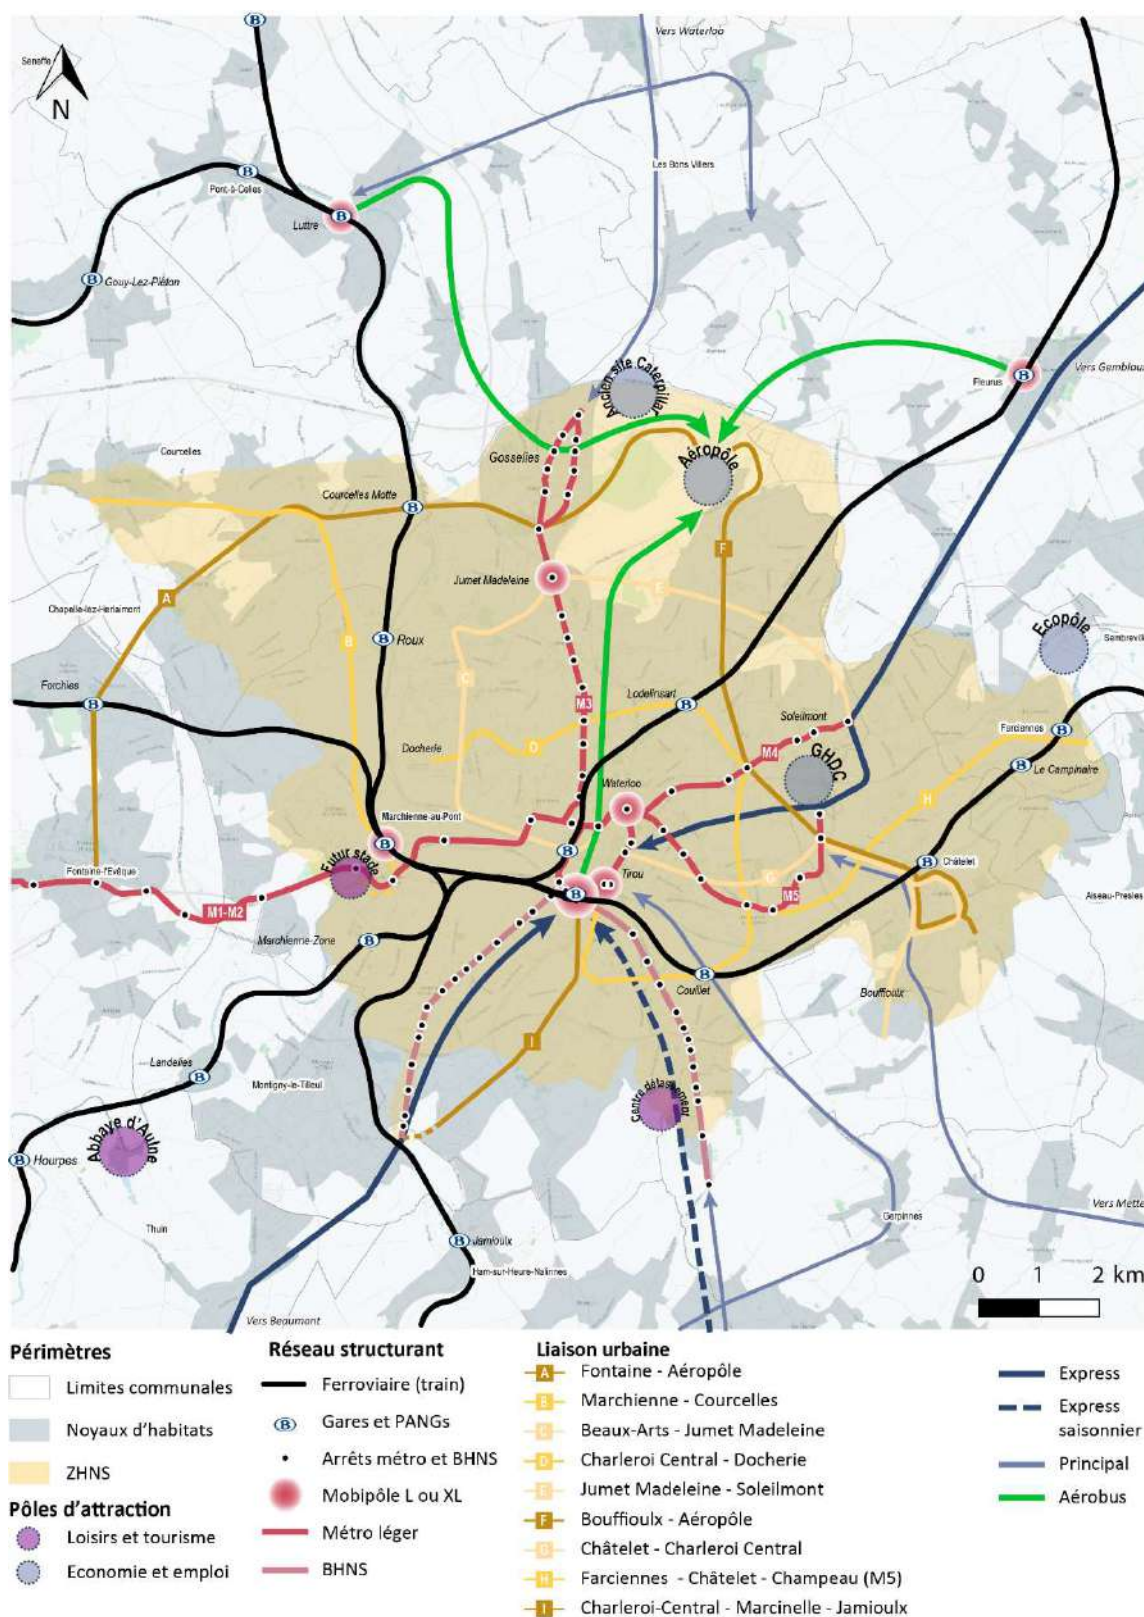 Vers Waterloo
Seneffe
N
B
Les Bons Villers
B
Pont-à-Celles
B
Luttre
B
Gouy-Lez-Piéton
Ancien site Caterpillar
B
Fleurus
Vers Gembloux
Courcelles
Gosselies
Aéropôle
Courcelles Motte
B
F
Jumet Madeleine
E
A
Chapelle-lez-Herlaimont
B
B
Roux
Ecopôle
Sambreville
C
Forchies
B
M3
Lodelinsart
B
Soleilmont
Farciennes
B
Docherie
D
M4
GHDC
B
Le Campinaire
Waterloo
H
Marchienne-au-Pont
B
B
Châtelet
B
Futur stade
Fontaine-l'Evêque
Tirou
G
M5
B
Aiseau-Presles
M1-M2
Marchienne-Zone
B
Couillet
B
Bouffioulx
I
Landelies
B
Montigny-le-Tilleul
Centre délassement
Abbaye d'Aulne
B
Hourpes
Thuin
Vers Mette
Gerpinnes
B
Jamioulx
Ham-sur-Heure-Nalinnes
0 1 2 km
Vers Beaumont
Périmètres
Limites communales
Noyaux d'habitats
ZHNS
Pôles d'attraction
Loisirs et tourisme
Economie et emploi
Réseau structurant
Ferroviaire (train)
B Gares et PANGs
Arrêts métro et BHNS
Mobipôle L ou XL
Métro léger
BHNS
Liaison urbaine
A Fontaine - Aéropôle
B Marchienne - Courcelles
C Beaux-Arts - Jumet Madeleine
D Charleroi Central - Docherie
E Jumet Madeleine - Soleilmont
F Bouffioulx - Aéropôle
G Châtelet - Charleroi Central
H Farciennes - Châtelet - Champeau (M5)
I Charleroi-Central - Marcinelle - Jamioulx
Express
Express
saisonnier
Principal
Aérobus